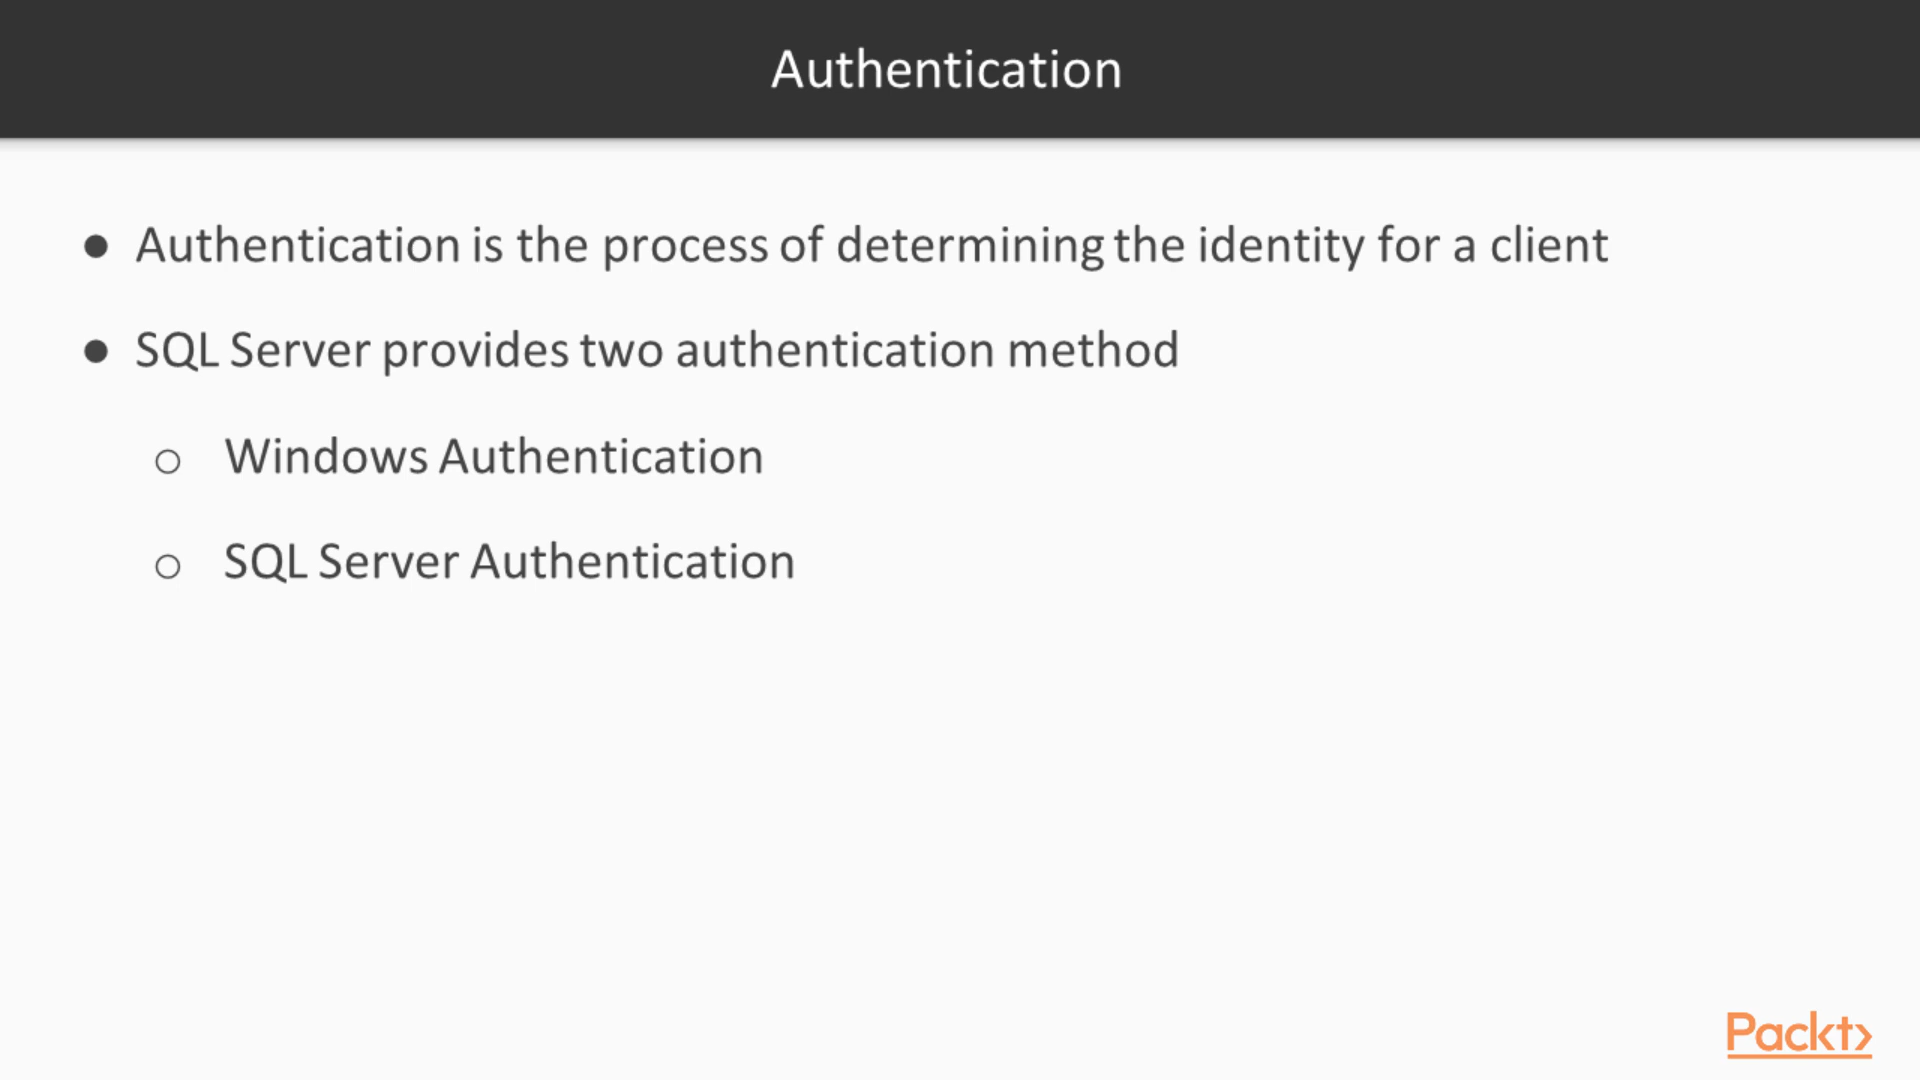 Authentication
● Authentication is the process of determining the identity for a client
● SQL Server provides two authentication method
○ Windows Authentication
○ SQL Server Authentication
Packt>